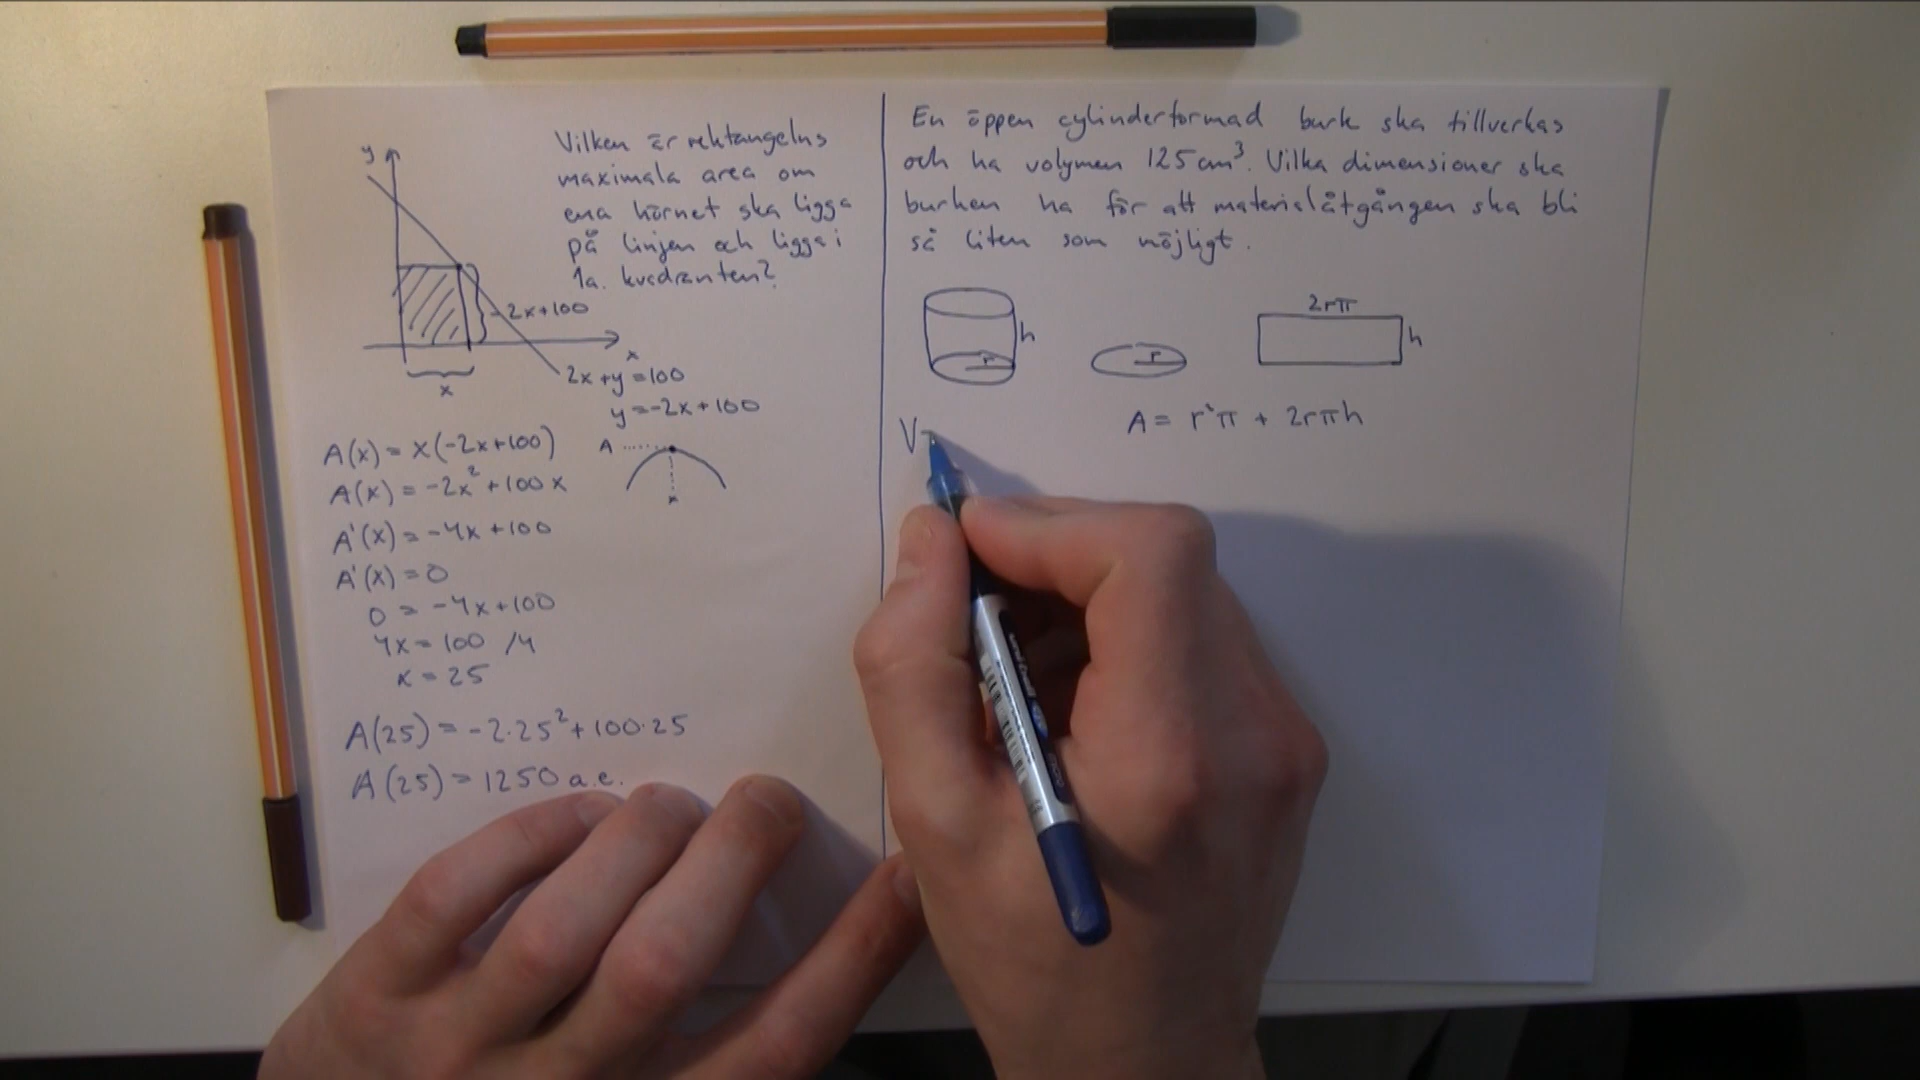 Vilken är rektangelns
maximala area om
ena hörnet ska ligga
på linjen och ligga i
1a. kvadranten?
y
-2x+100
x
x
2x+y=100
y=-2x+100
A(x) = x(-2x+100)
A(x) = -2x²+100x
A'(x) = -4x+100
A'(x) = 0
0 = -4x+100
4x = 100 /4
x = 25
A
x
A(25) = -2·25²+100·25
A(25) = 1250 a.e.
En öppen cylinderformad burk ska tillverkas
och ha volymen 125 cm³. Vilka dimensioner ska
burken ha för att materialåtgången ska bli
så liten som möjligt.
h
r
r
2rπ
h
A = r²π + 2rπh
V=